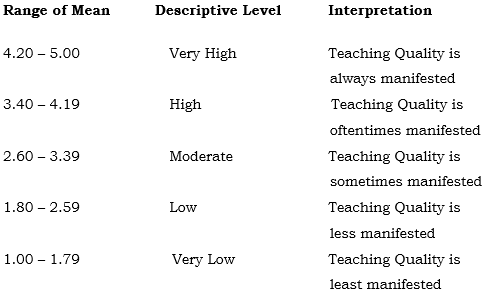 Range of Mean Descriptive Level Interpretation
4.20 – 5.00 Very High Teaching Quality is
always manifested
3.40 – 4.19 High Teaching Quality is
oftentimes manifested
2.60 – 3.39 Moderate Teaching Quality is
sometimes manifested
1.80 – 2.59 Low Teaching Quality is
less manifested
1.00 – 1.79 Very Low Teaching Quality is
least manifested